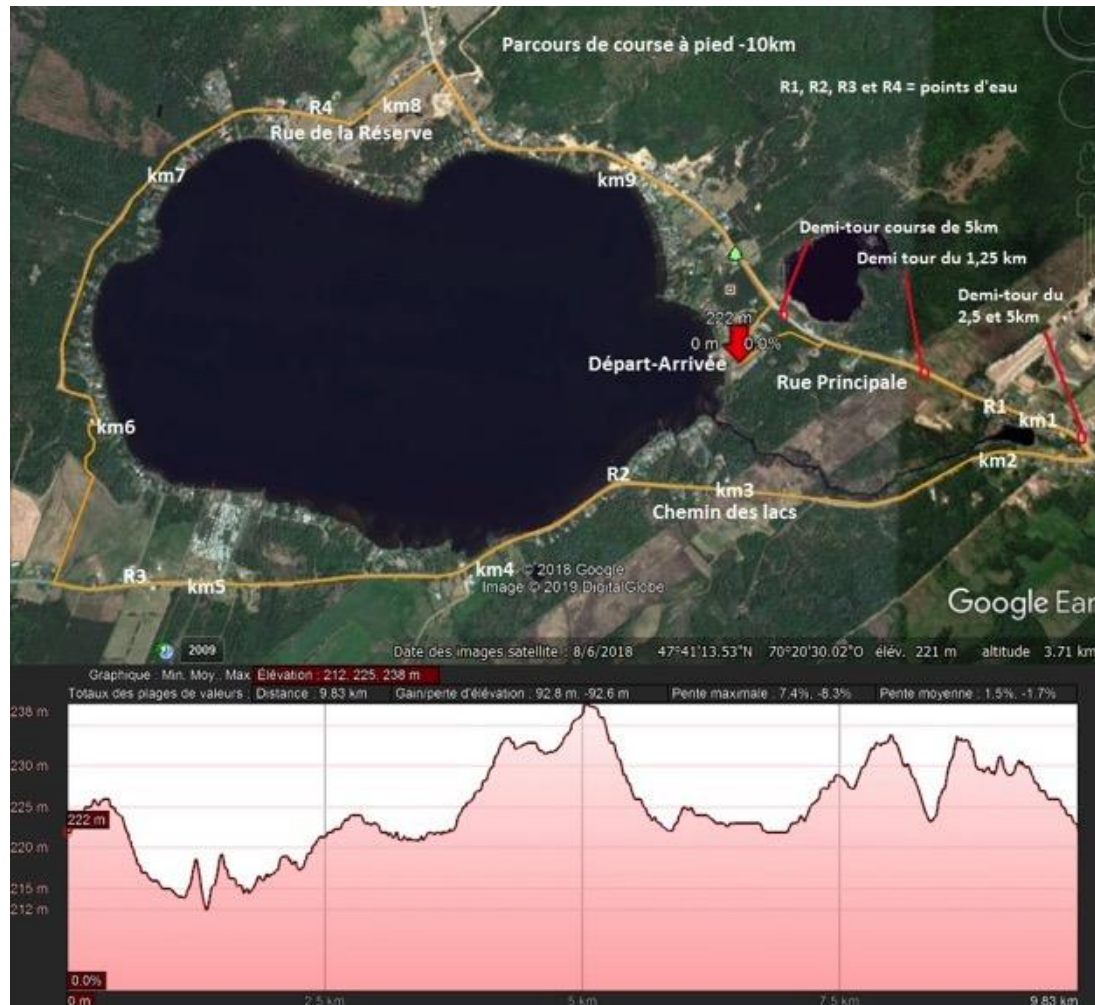 Parcours de course à pied -10km
R1, R2, R3 et R4 = points d'eau
R4
km8
Rue de la Réserve
km7
km9
Demi-tour course de 5km
Demi tour du 1,25 km
Demi-tour du
2,5 et 5km
222 m
0 m 0.0%
Départ-Arrivée
Rue Principale
R1
km1
km6
km2
R2
km3
Chemin des lacs
R3
km5
km4
© 2018 Google
Image © 2019 DigitalGlobe
Google Ear
2009
Date des images satellite : 8/6/2018 47°41'13.53"N 70°20'30.02"O élév. 221 m altitude 3.71 km
Graphique : Min. Moy.. Max. Élévation : 212, 225, 238 m
Totaux des plages de valeurs : Distance : 9.83 km Gain/perte d'élévation : 92,8 m, -92,6 m Pente maximale : 7.4%, -8.3% Pente moyenne : 1.5%, -1.7%
238 m
230 m
225 m
222 m
220 m
215 m
212 m
0.0%
0 m
2.5 km
5 km
7.5 km
9.83 km